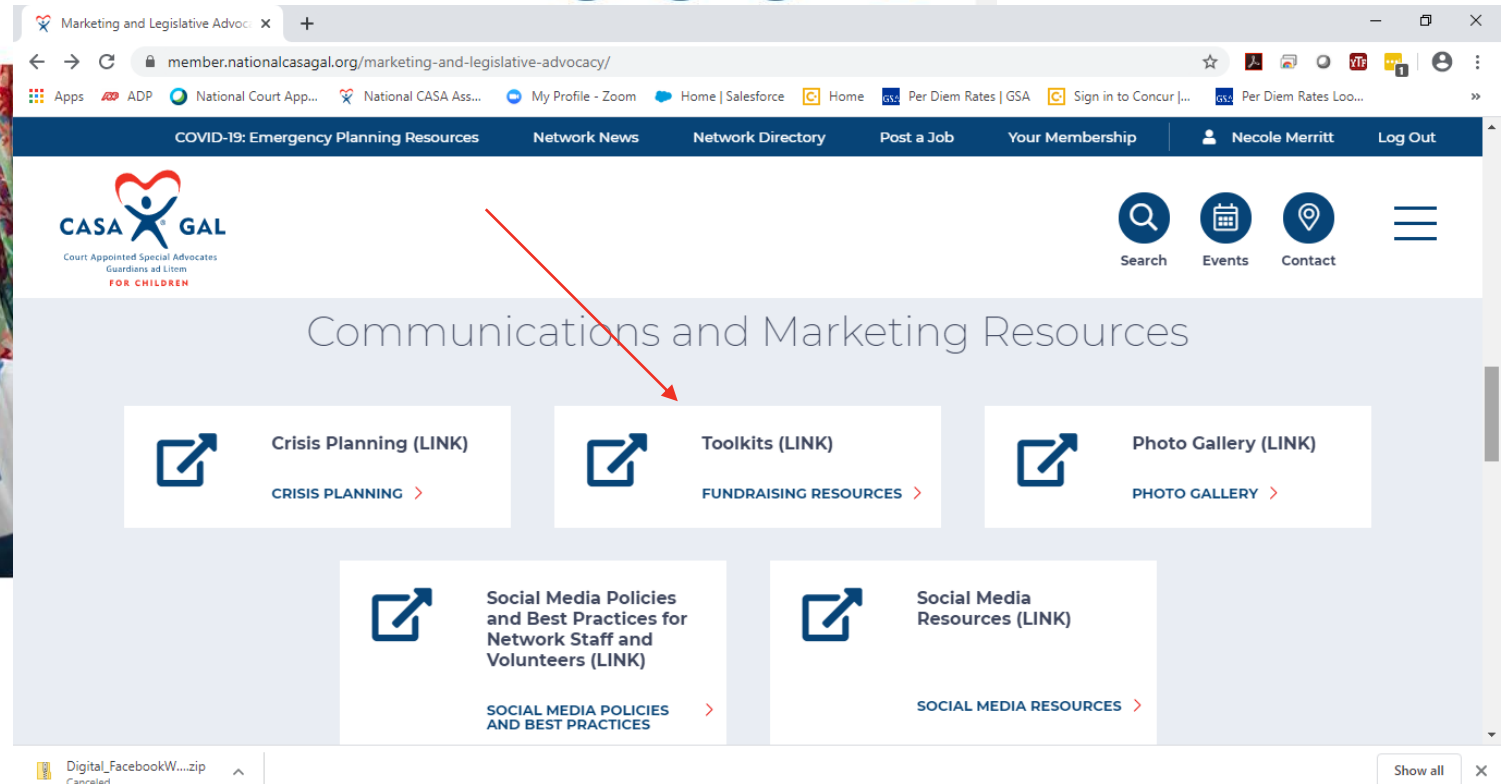 Marketing and Legislative Advoc
member.nationalcasagal.org/marketing-and-legislative-advocacy/
Apps ADP National Court App... National CASA Ass... My Profile - Zoom Home | Salesforce Home Per Diem Rates | GSA Sign in to Concur |... Per Diem Rates Loo... »
COVID-19: Emergency Planning Resources Network News Network Directory Post a Job Your Membership Necole Merritt Log Out
CASA GAL
Court Appointed Special Advocates
Guardians ad Litem
FOR CHILDREN
Search Events Contact
Communications and Marketing Resources
Crisis Planning (LINK)
CRISIS PLANNING
Toolkits (LINK)
FUNDRAISING RESOURCES
Photo Gallery (LINK)
PHOTO GALLERY
Social Media Policies
and Best Practices for
Network Staff and
Volunteers (LINK)
SOCIAL MEDIA POLICIES
AND BEST PRACTICES
Social Media
Resources (LINK)
SOCIAL MEDIA RESOURCES
Digital_FacebookW....zip
Canceled
Show all